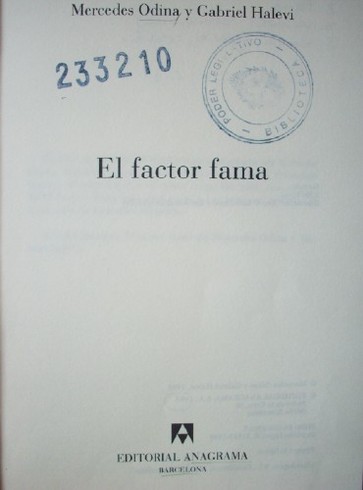 Mercedes Odina y Gabriel Halevi
233210
PODER LEGISLATIVO
BIBLIOTECA
El factor fama
EDITORIAL ANAGRAMA
BARCELONA